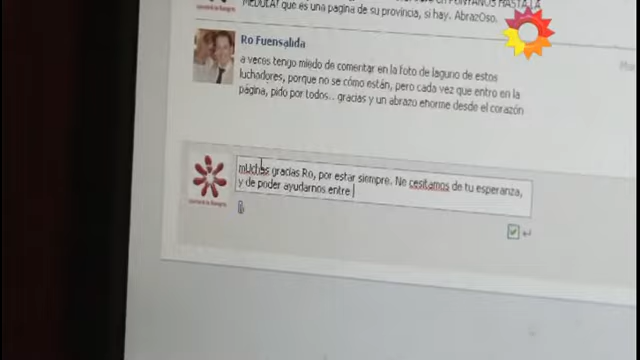 MEDULA! que es una pagina de su provincia, si hay. AbrazOso.
Ro Fuensalida
a veces tengo miedo de comentar en la foto de laguno de estos
luchadores, porque no se cómo están, pero cada vez que entro en la
página, pido por todos.. gracias y un abrazo enorme desde el corazón
mUchas gracias Ro, por estar siempre. Ne cesitamos de tu esperanza,
y de poder ayudarnos entre